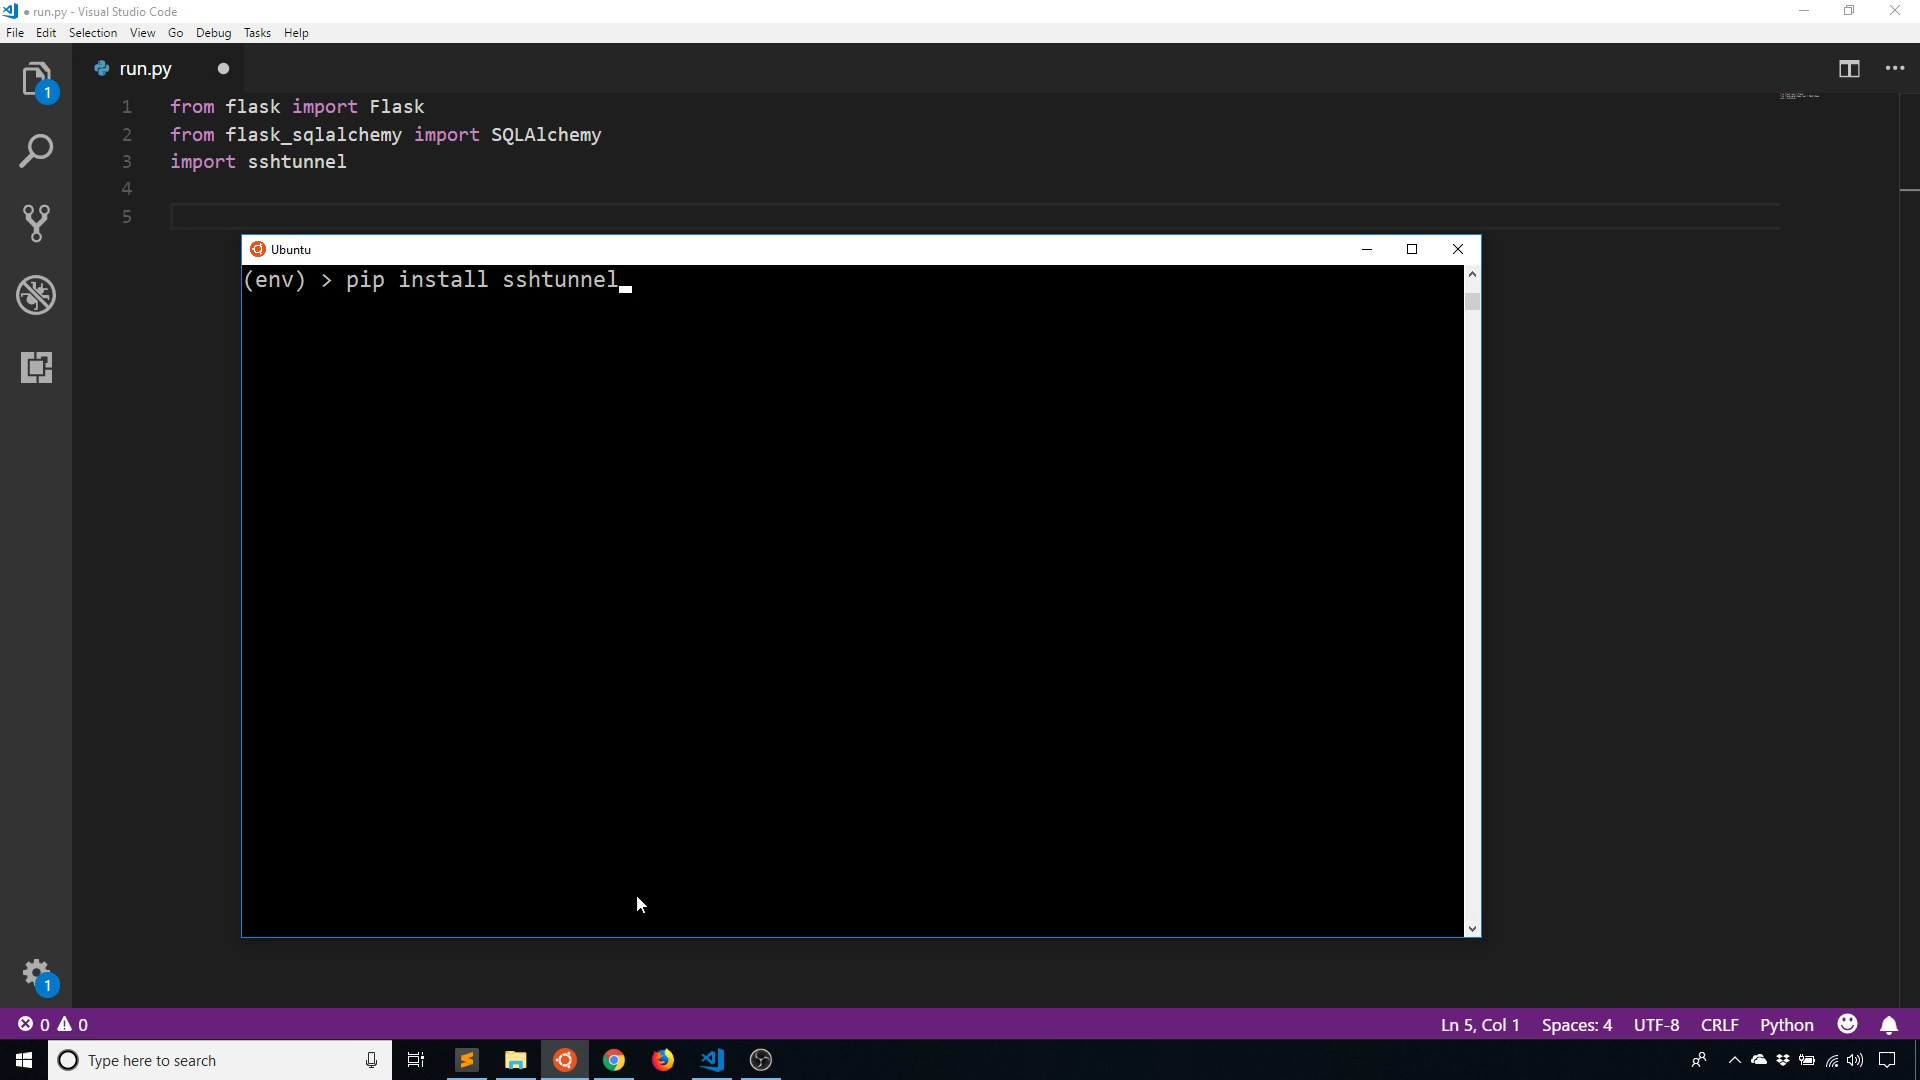 ● run.py - Visual Studio Code
File Edit Selection View Go Debug Tasks Help
1
run.py
1 from flask import Flask
2 from flask_sqlalchemy import SQLAlchemy
3 import sshtunnel
4
5
Ubuntu
(env) > pip install sshtunnel
1
0 0
Ln 5, Col 1 Spaces: 4 UTF-8 CRLF Python
Type here to search